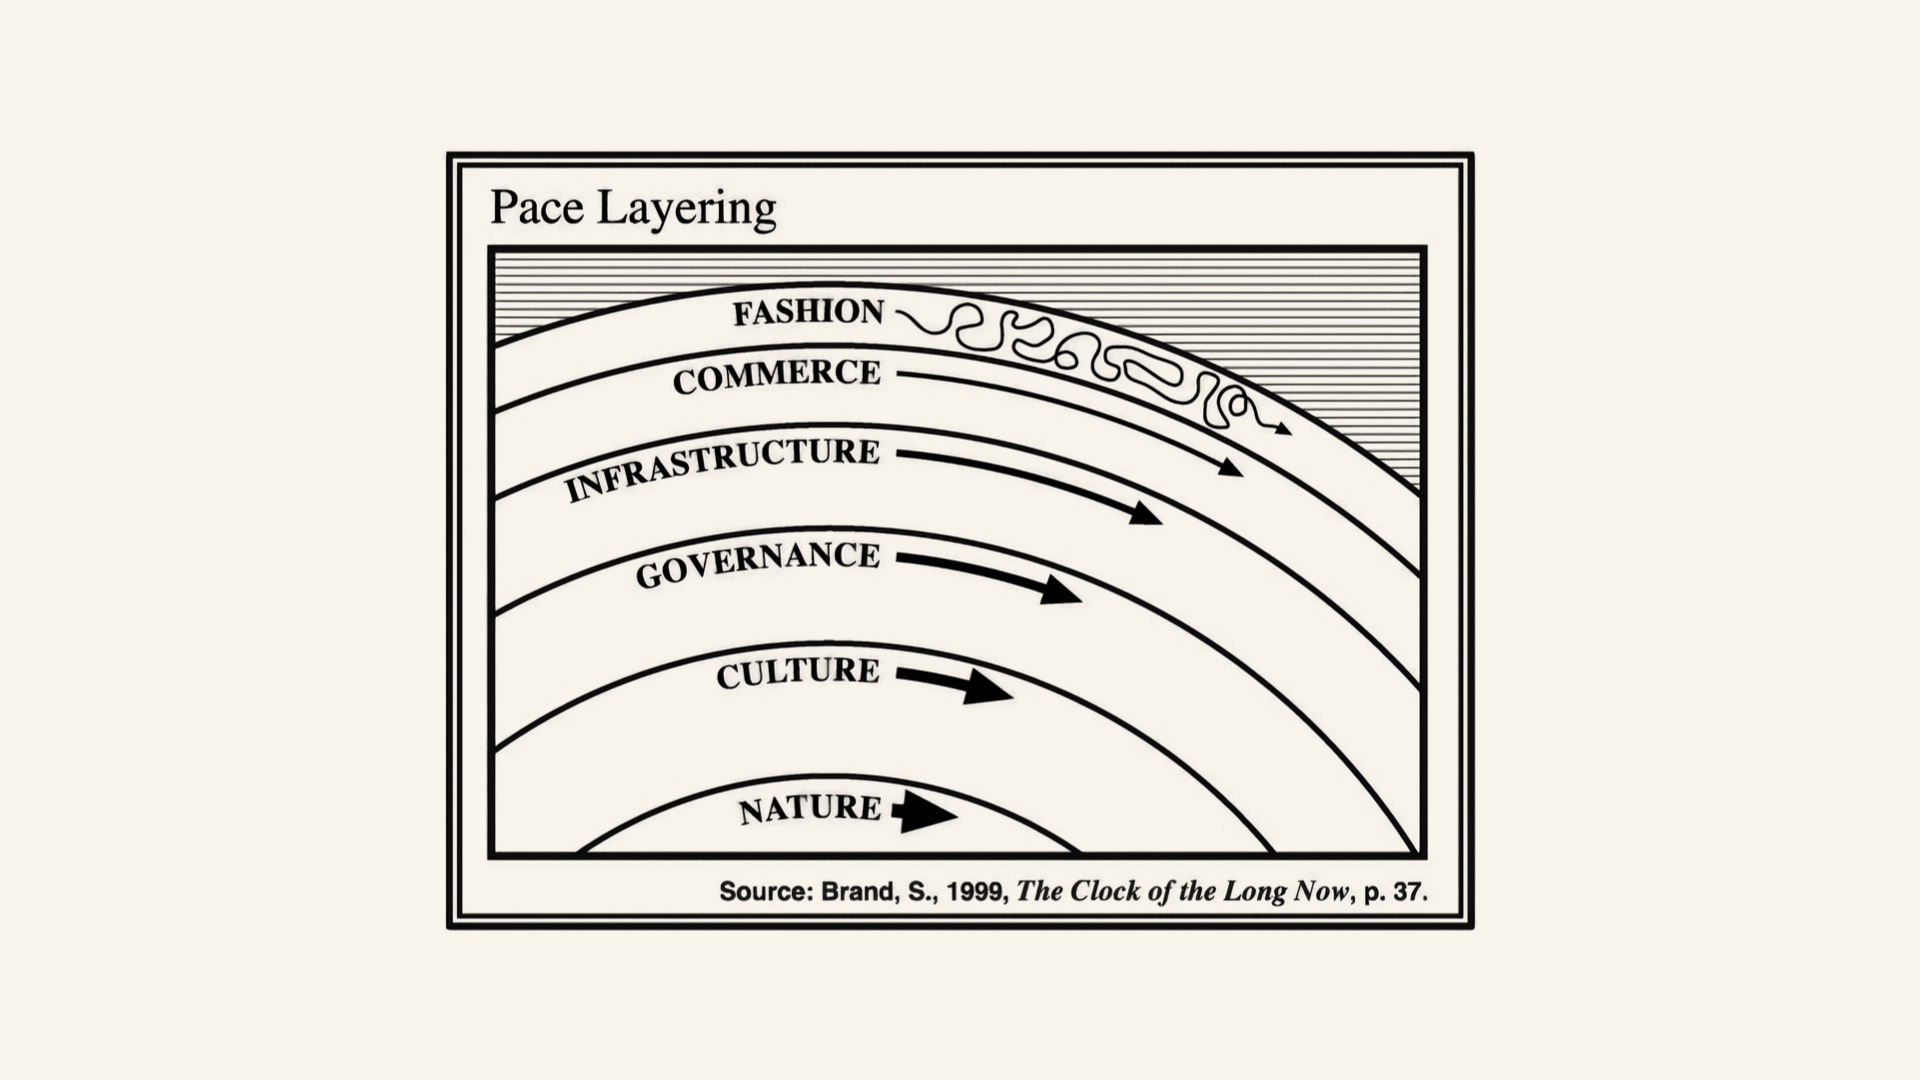 Pace Layering
FASHION
COMMERCE
INFRASTRUCTURE
GOVERNANCE
CULTURE
NATURE
Source: Brand, S., 1999, The Clock of the Long Now, p. 37.